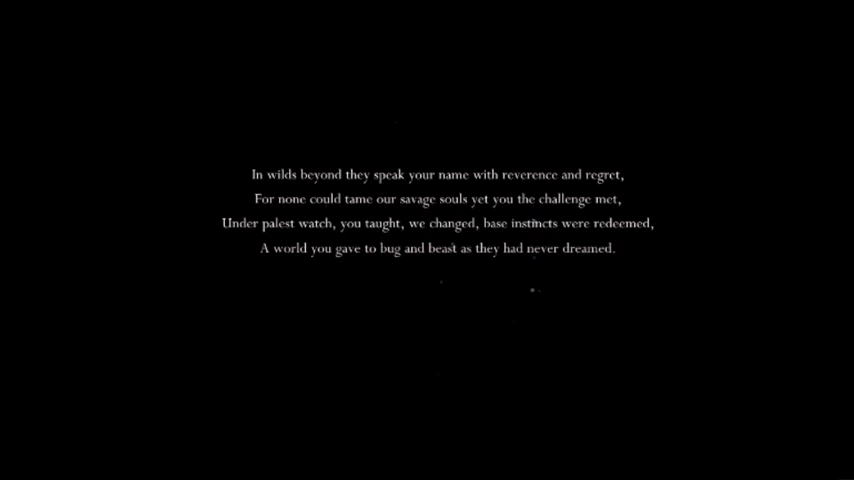 In wilds beyond they speak your name with reverence and regret,
For none could tame our savage souls yet you the challenge met,
Under palest watch, you taught, we changed, base instincts were redeemed,
A world you gave to bug and beast as they had never dreamed.